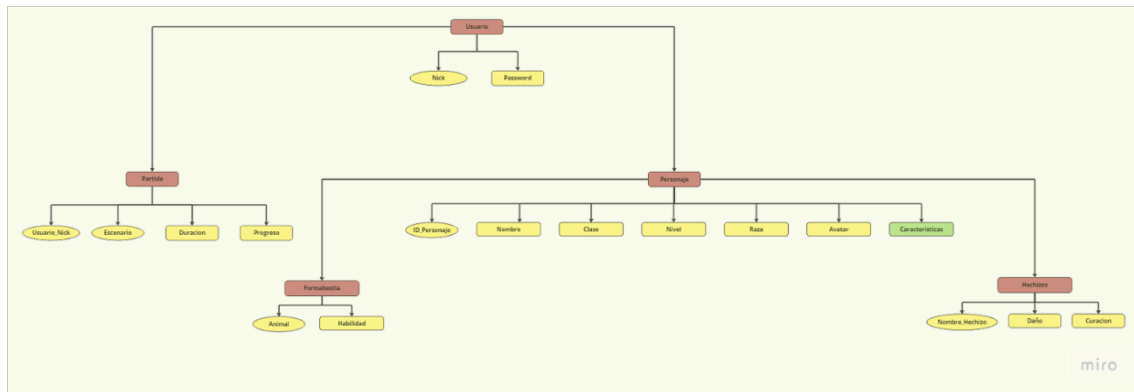 Usuario
Nick
Password
Partida
Personaje
Usuario_Nick
Escenario
Duracion
Progreso
ID_Personaje
Nombre
Clase
Nivel
Raza
Avatar
Características
Formabestia
Hechizos
Animal
Habilidad
Nombre_Hechizo
Daño
Curacion
miro